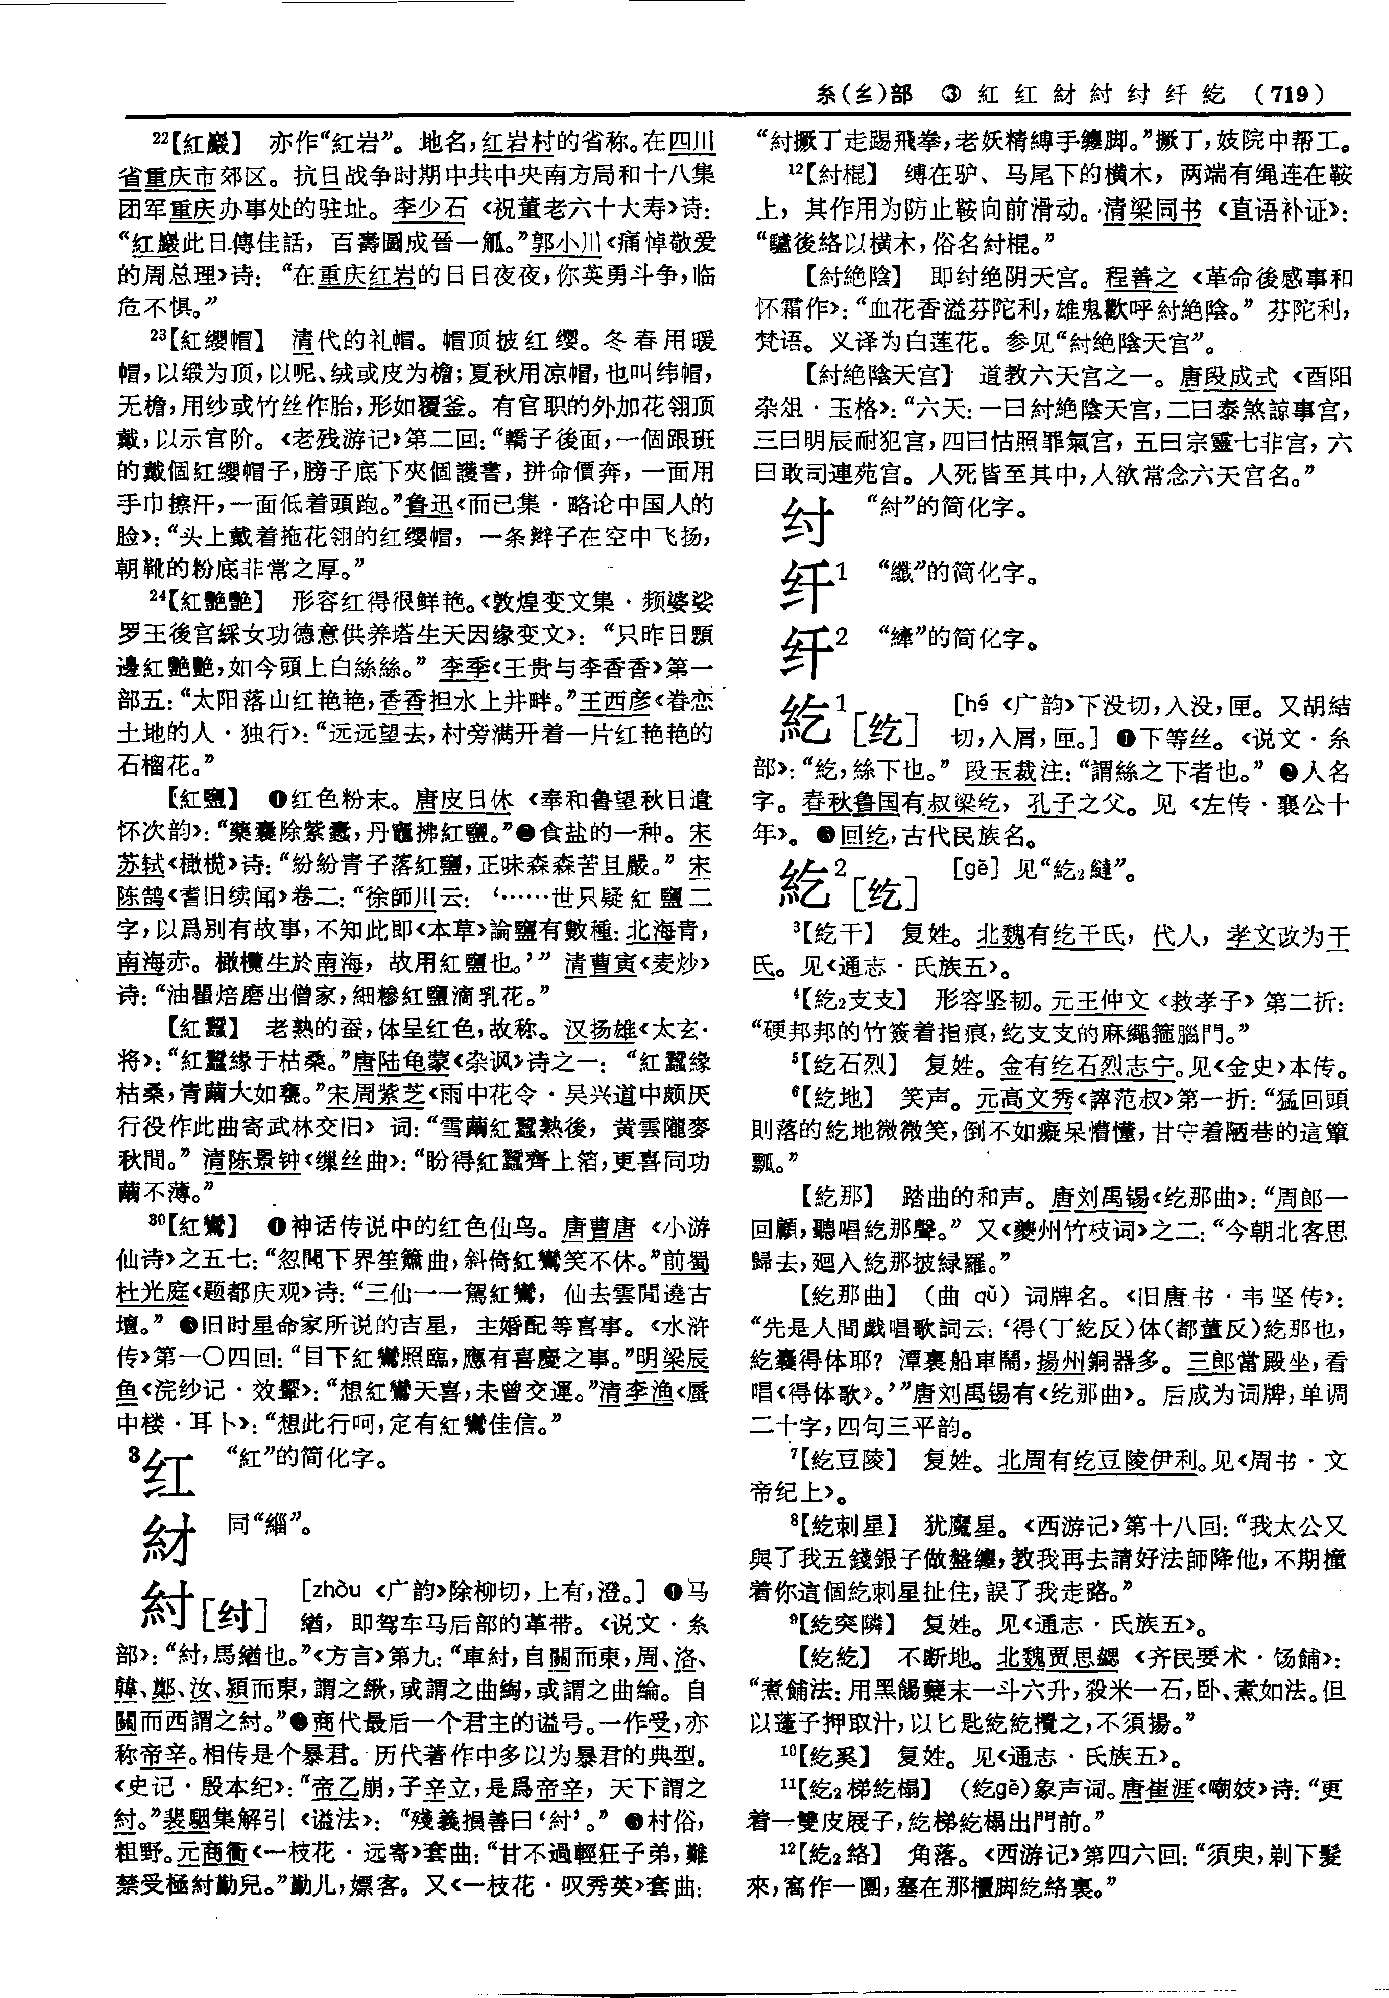 糸(纟)部 ③ 紅 红 紂 紂 纣 纤 紇 (719)
²²【紅巖】 亦作“紅岩”。地名，红岩村的省称。在四川
省重庆市郊区。抗日战争时期中共中央南方局和十八集
团军重庆办事处的驻址。李少石《祝董老六十大寿》诗：
“紅巖此日傳佳話，百壽圖成晉一觚。”郭小川《痛悼敬爱
的周总理》诗：“在重庆红岩的日日夜夜，你英勇斗争，临
危不惧。”
²³【紅缨帽】 清代的礼帽。帽顶披红缨。冬春用暖
帽，以缎为顶，以呢、绒或皮为檐；夏秋用凉帽，也叫纬帽，
无檐，用纱或竹丝作胎，形如覆釜。有官职的外加花翎顶
戴，以示官阶。《老残游记》第二回：“轎子後面，一個跟班
的戴個紅缨帽子，膀子底下夾個護書，拼命價奔，一面用
手巾擦汗，一面低着頭跑。”鲁迅《而已集·略论中国人的
脸》：“头上戴着拖花翎的红缨帽，一条辫子在空中飞扬，
朝靴的粉底非常之厚。”
²⁴【紅艷艷】 形容红得很鲜艳。《敦煌变文集·频婆娑
罗王後宫綵女功德意供养塔生天因缘变文》：“只昨日顋
邊紅艷艷，如今頭上白絲絲。”李季《王贵与李香香》第一
部五：“太阳落山红艳艳，香香担水上井畔。”王西彦《眷恋
土地的人·独行》：“远远望去，村旁满开着一片红艳艳的
石榴花。”
【紅鹽】 ❶红色粉末。唐皮日休《奉和鲁望秋日遣
怀次韵》：“藥囊除紫蠹，丹竈拂紅鹽。”❷食盐的一种。宋
苏轼《橄榄》诗：“紛紛青子落紅鹽，正味森森苦且嚴。”宋
陈鹄《耆旧续闻》卷二：“徐師川云：‘……世只疑紅鹽二
字，以爲别有故事，不知此即《本草》論鹽有數種：北海青，
南海赤。橄欖生於南海，故用紅鹽也。’”清曹寅《麦炒》
诗：“油罌焙磨出僧家，細糝紅鹽滴乳花。”
【紅蠶】 老熟的蚕，体呈红色，故称。汉扬雄《太玄·
将》：“紅蠶緣于枯桑。”唐陆龟蒙《杂讽》诗之一：“紅蠶緣
枯桑，青繭大如甕。”宋周紫芝《雨中花令·吴兴道中颇厌
行役作此曲寄武林交旧》词：“雪繭紅蠶熟後，黄雲隴麥
秋間。”清陈景钟《缫丝曲》：“盼得紅蠶齊上箔，更喜同功
繭不薄。”
³⁰【紅鸞】 ❶神话传说中的红色仙鸟。唐曹唐《小游
仙诗》之五七：“忽聞下界笙簫曲，斜倚紅鸞笑不休。”前蜀
杜光庭《题都庆观》诗：“三仙一一駕紅鸞，仙去雲閒遶古
壇。”❷旧时星命家所说的吉星，主婚配等喜事。《水浒
传》第一〇四回：“目下紅鸞照臨，應有喜慶之事。”明梁辰
鱼《浣纱记·效颦》：“想紅鸞天喜，未曾交運。”清李渔《蜃
中楼·耳卜》：“想此行呵，定有紅鸞佳信。”
³红 “紅”的简化字。
紂 同“緇”。
紂［纣］ ［zhòu《广韵》除柳切，上有，澄。］❶马
緧，即驾车马后部的革带。《说文·糸
部》：“紂，馬緧也。”《方言》第九：“車紂，自關而東，周、洛、
韓、鄭、汝、潁而東，謂之緻，或謂之曲綯，或謂之曲綸。自
關而西謂之紂。”❷商代最后一个君主的谥号。一作受，亦
称帝辛。相传是个暴君。历代著作中多以为暴君的典型。
《史记·殷本纪》：“帝乙崩，子辛立，是爲帝辛，天下謂之
紂。”裴駰集解引《谥法》：“殘義損善曰‘紂’。”❸村俗，
粗野。元商衟《一枝花·远寄》套曲：“甘不過輕狂子弟，難
禁受極紂勤兒。”勤儿，嫖客。又《一枝花·叹秀英》套曲：
“紂撅丁走踢飛拳，老妖精縛手纏脚。”撅丁，妓院中帮工。
¹²【紂棍】 缚在驴、马尾下的横木，两端有绳连在鞍
上，其作用为防止鞍向前滑动。清梁同书《直语补证》：
“驢後絡以横木，俗名紂棍。”
【紂絶陰】 即纣绝阴天宫。程善之《革命後感事和
怀霜作》：“血花香溢芬陀利，雄鬼歡呼紂絶陰。”芬陀利，
梵语。义译为白莲花。参见“紂絶陰天宫”。
【紂絶陰天宫】 道教六天宫之一。唐段成式《酉阳
杂俎·玉格》：“六天：一曰紂絶陰天宫，二曰泰煞諒事宫，
三曰明辰耐犯宫，四曰怙照罪氣宫，五曰宗靈七非宫，六
曰敢司連苑宫。人死皆至其中，人欲常念六天宫名。”
纣 “紂”的简化字。
纤¹ “纖”的简化字。
纤² “縴”的简化字。
紇¹［纥］ ［hé《广韵》下没切，入没，匣。又胡結
切，入屑，匣。］❶下等丝。《说文·糸
部》：“紇，絲下也。”段玉裁注：“謂絲之下者也。”❷人名
字。春秋鲁国有叔梁纥，孔子之父。见《左传·襄公十
年》。❸回纥，古代民族名。
紇²［纥］ ［gē］见“紇₂繨”。
³【紇干】 复姓。北魏有纥干氏，代人，孝文改为干
氏。见《通志·氏族五》。
⁴【紇₂支支】 形容坚韧。元王仲文《救孝子》第二折：
“硬邦邦的竹簽着指痕，紇支支的麻繩箍腦門。”
⁵【紇石烈】 复姓。金有纥石烈志宁。见《金史》本传。
⁶【紇地】 笑声。元高文秀《谇范叔》第一折：“猛回頭
則落的紇地微微笑，倒不如癡呆懵懂，甘守着陋巷的這簞
瓢。”
【紇那】 踏曲的和声。唐刘禹锡《纥那曲》：“周郎一
回顧，聽唱紇那聲。”又《夔州竹枝词》之二：“今朝北客思
歸去，迴入紇那披緑羅。”
【紇那曲】 （曲 qǔ）词牌名。《旧唐书·韦坚传》：
“先是人間戲唱歌詞云：‘得（丁紇反）体（都董反）紇那也，
紇囊得体耶？潭裏船車鬧，揚州銅器多。三郎當殿坐，看
唱《得体歌》。’”唐刘禹锡有《纥那曲》。后成为词牌，单调
二十字，四句三平韵。
⁷【紇豆陵】 复姓。北周有纥豆陵伊利。见《周书·文
帝纪上》。
⁸【紇刺星】 犹魔星。《西游记》第十八回：“我太公又
與了我五錢銀子做盤纏，教我再去請好法師降他，不期撞
着你這個紇刺星扯住，誤了我走路。”
⁹【紇突隣】 复姓。见《通志·氏族五》。
【紇紇】 不断地。北魏贾思勰《齐民要术·饧餔》：
“煮餔法：用黑餳蘖末一斗六升，殺米一石，卧、煮如法。但
以蓬子押取汁，以匕匙紇紇攪之，不須揚。”
¹⁰【紇奚】 复姓。见《通志·氏族五》。
¹¹【紇₂梯紇榻】 （紇gē）象声词。唐崔涯《嘲妓》诗：“更
着一雙皮屐子，紇梯紇榻出門前。”
¹²【紇₂絡】 角落。《西游记》第四六回：“須臾，剃下髮
來，窩作一團，塞在那櫃脚紇絡裏。”